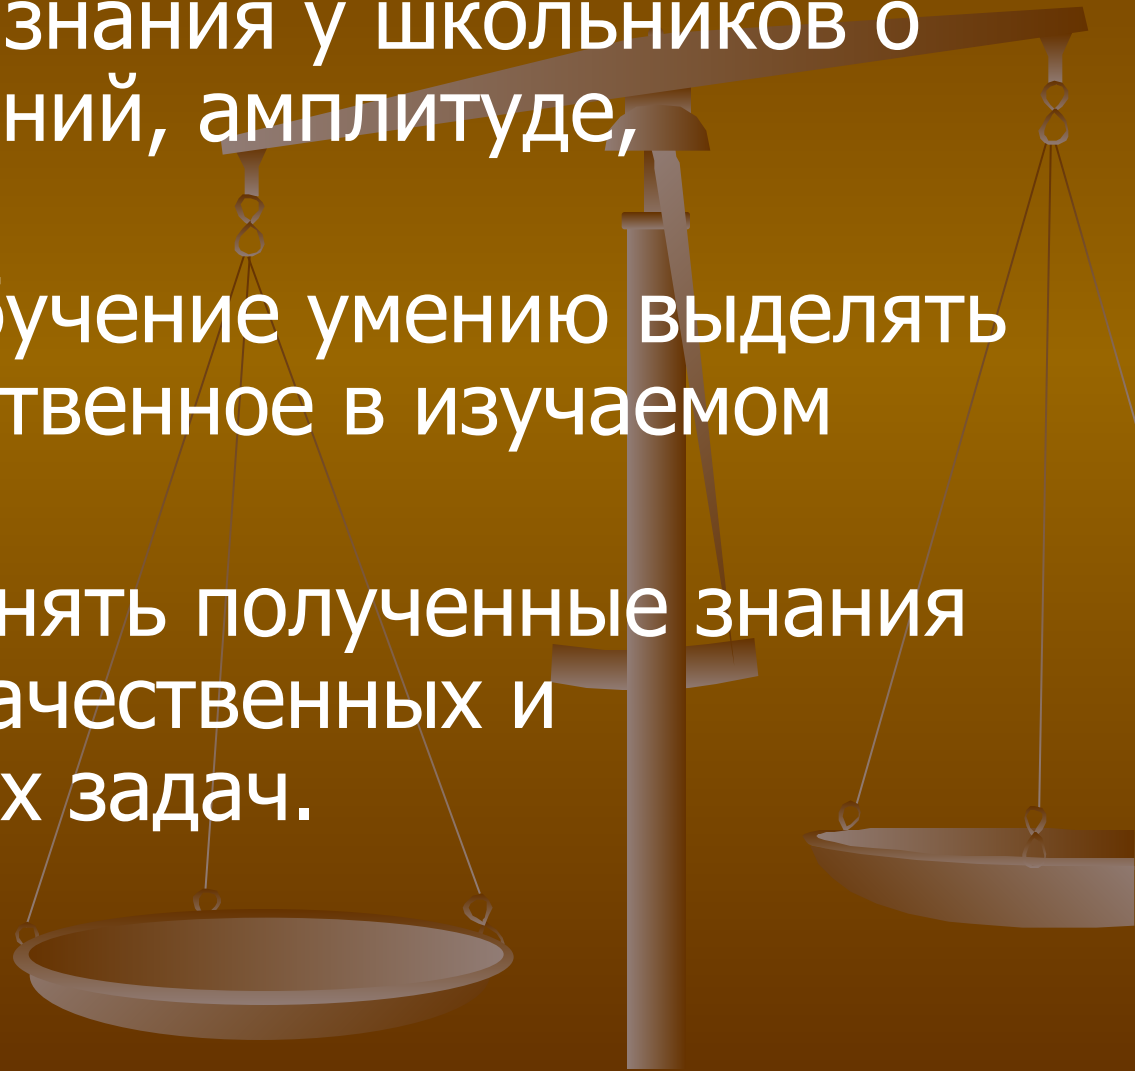 знания у школьников о
ний, амплитуде,
бучение умению выделять
твенное в изучаемом
нять полученные знания
ачественных и
х задач.